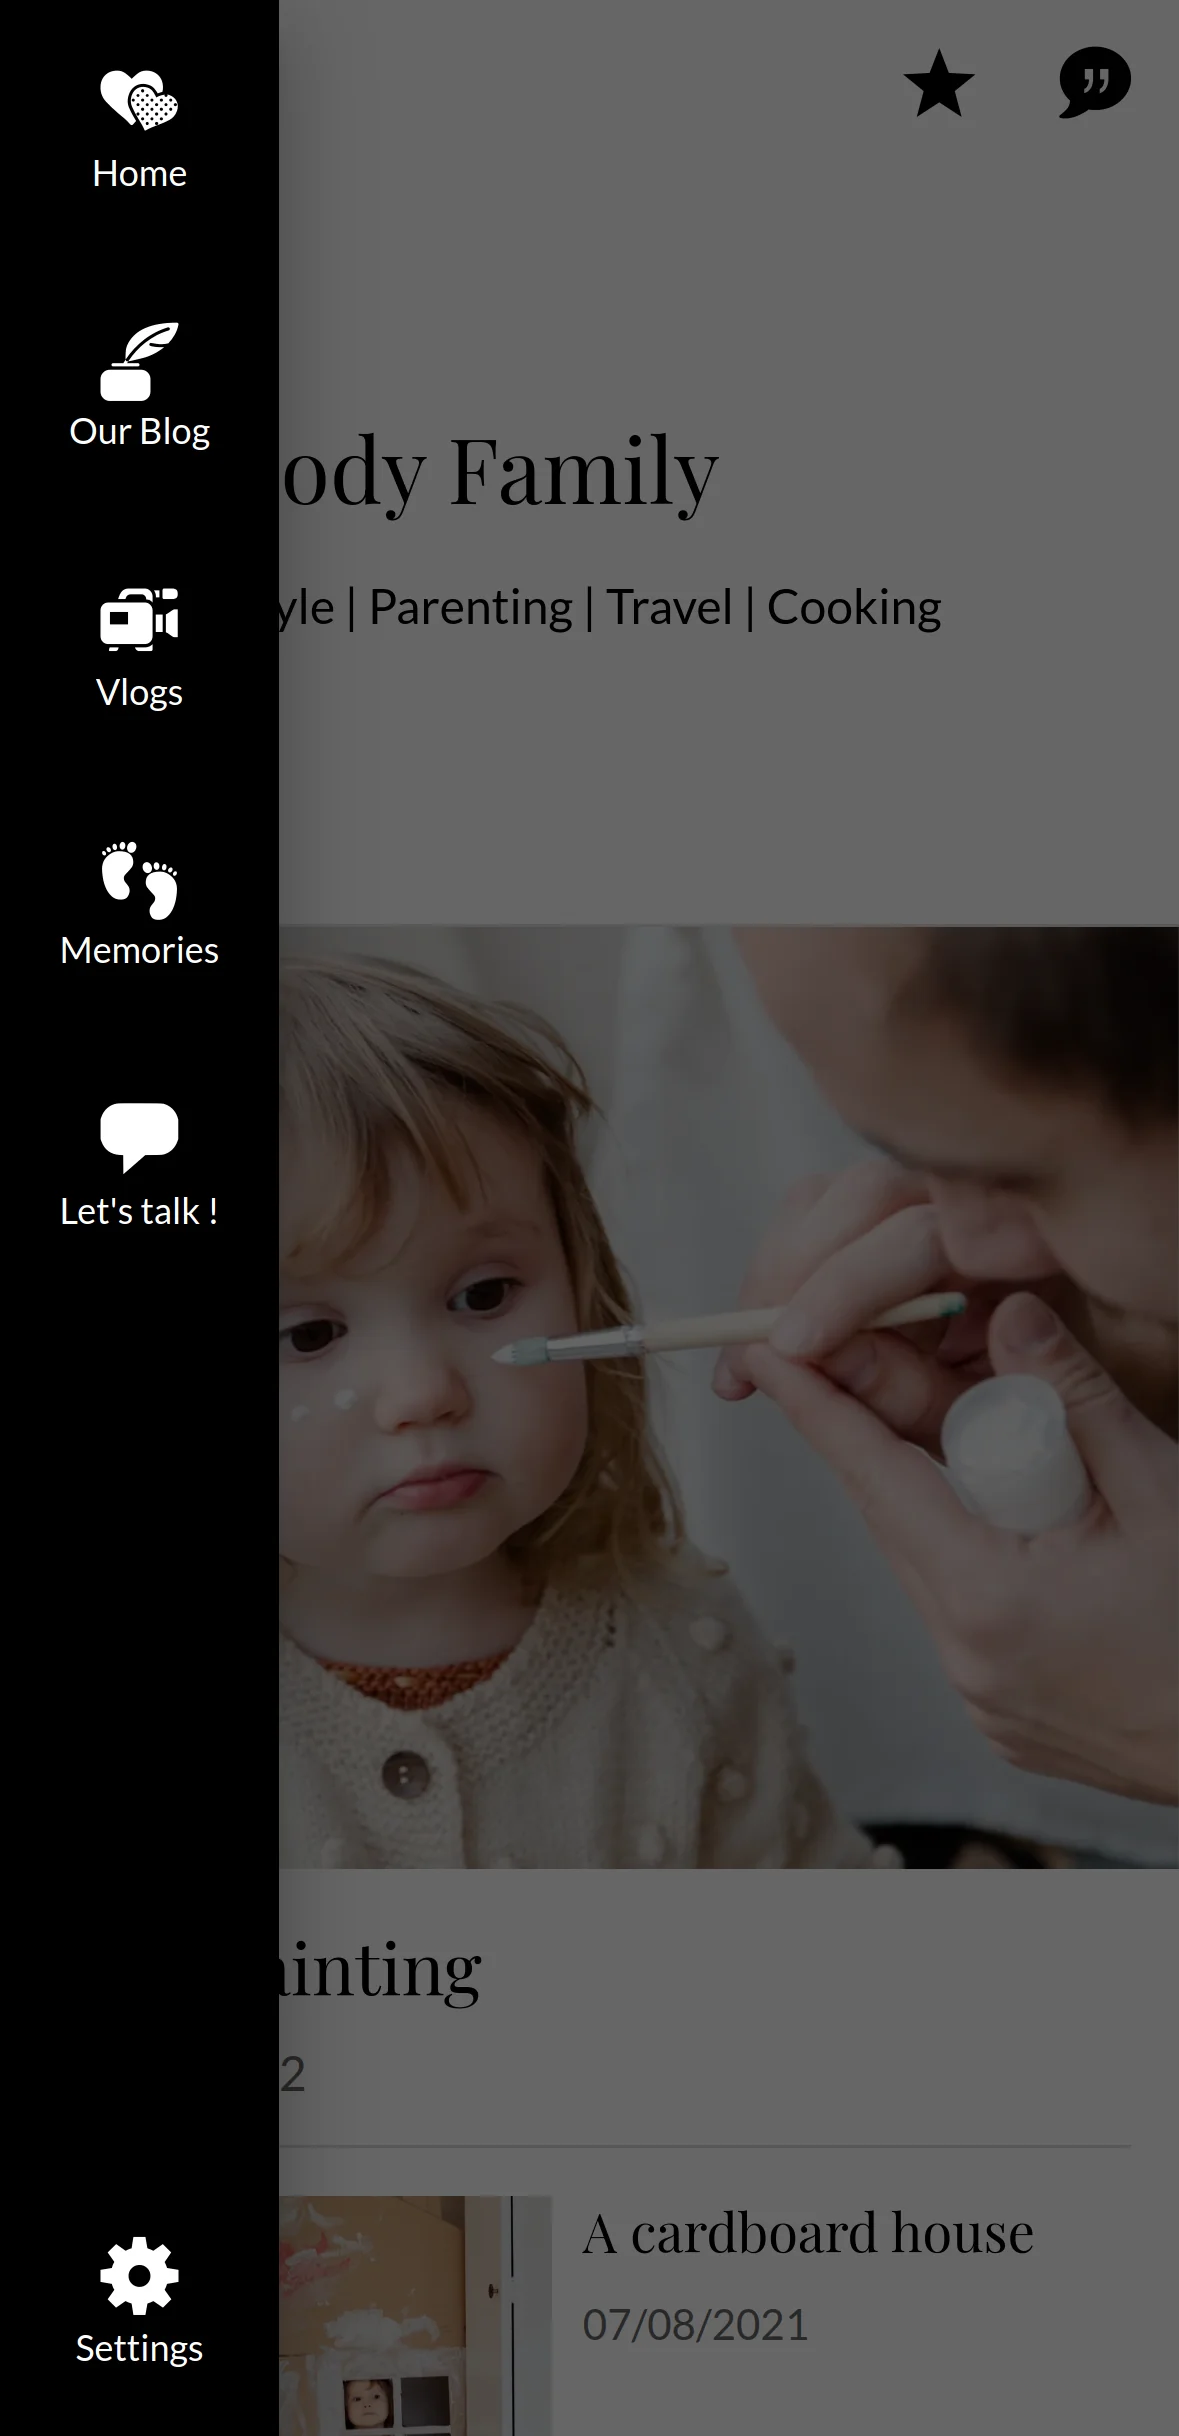 Home
Our Blog
Vlogs
Memories
Let's talk !
Settings
ody Family
yle | Parenting | Travel | Cooking
ainting
2
A cardboard house
07/08/2021